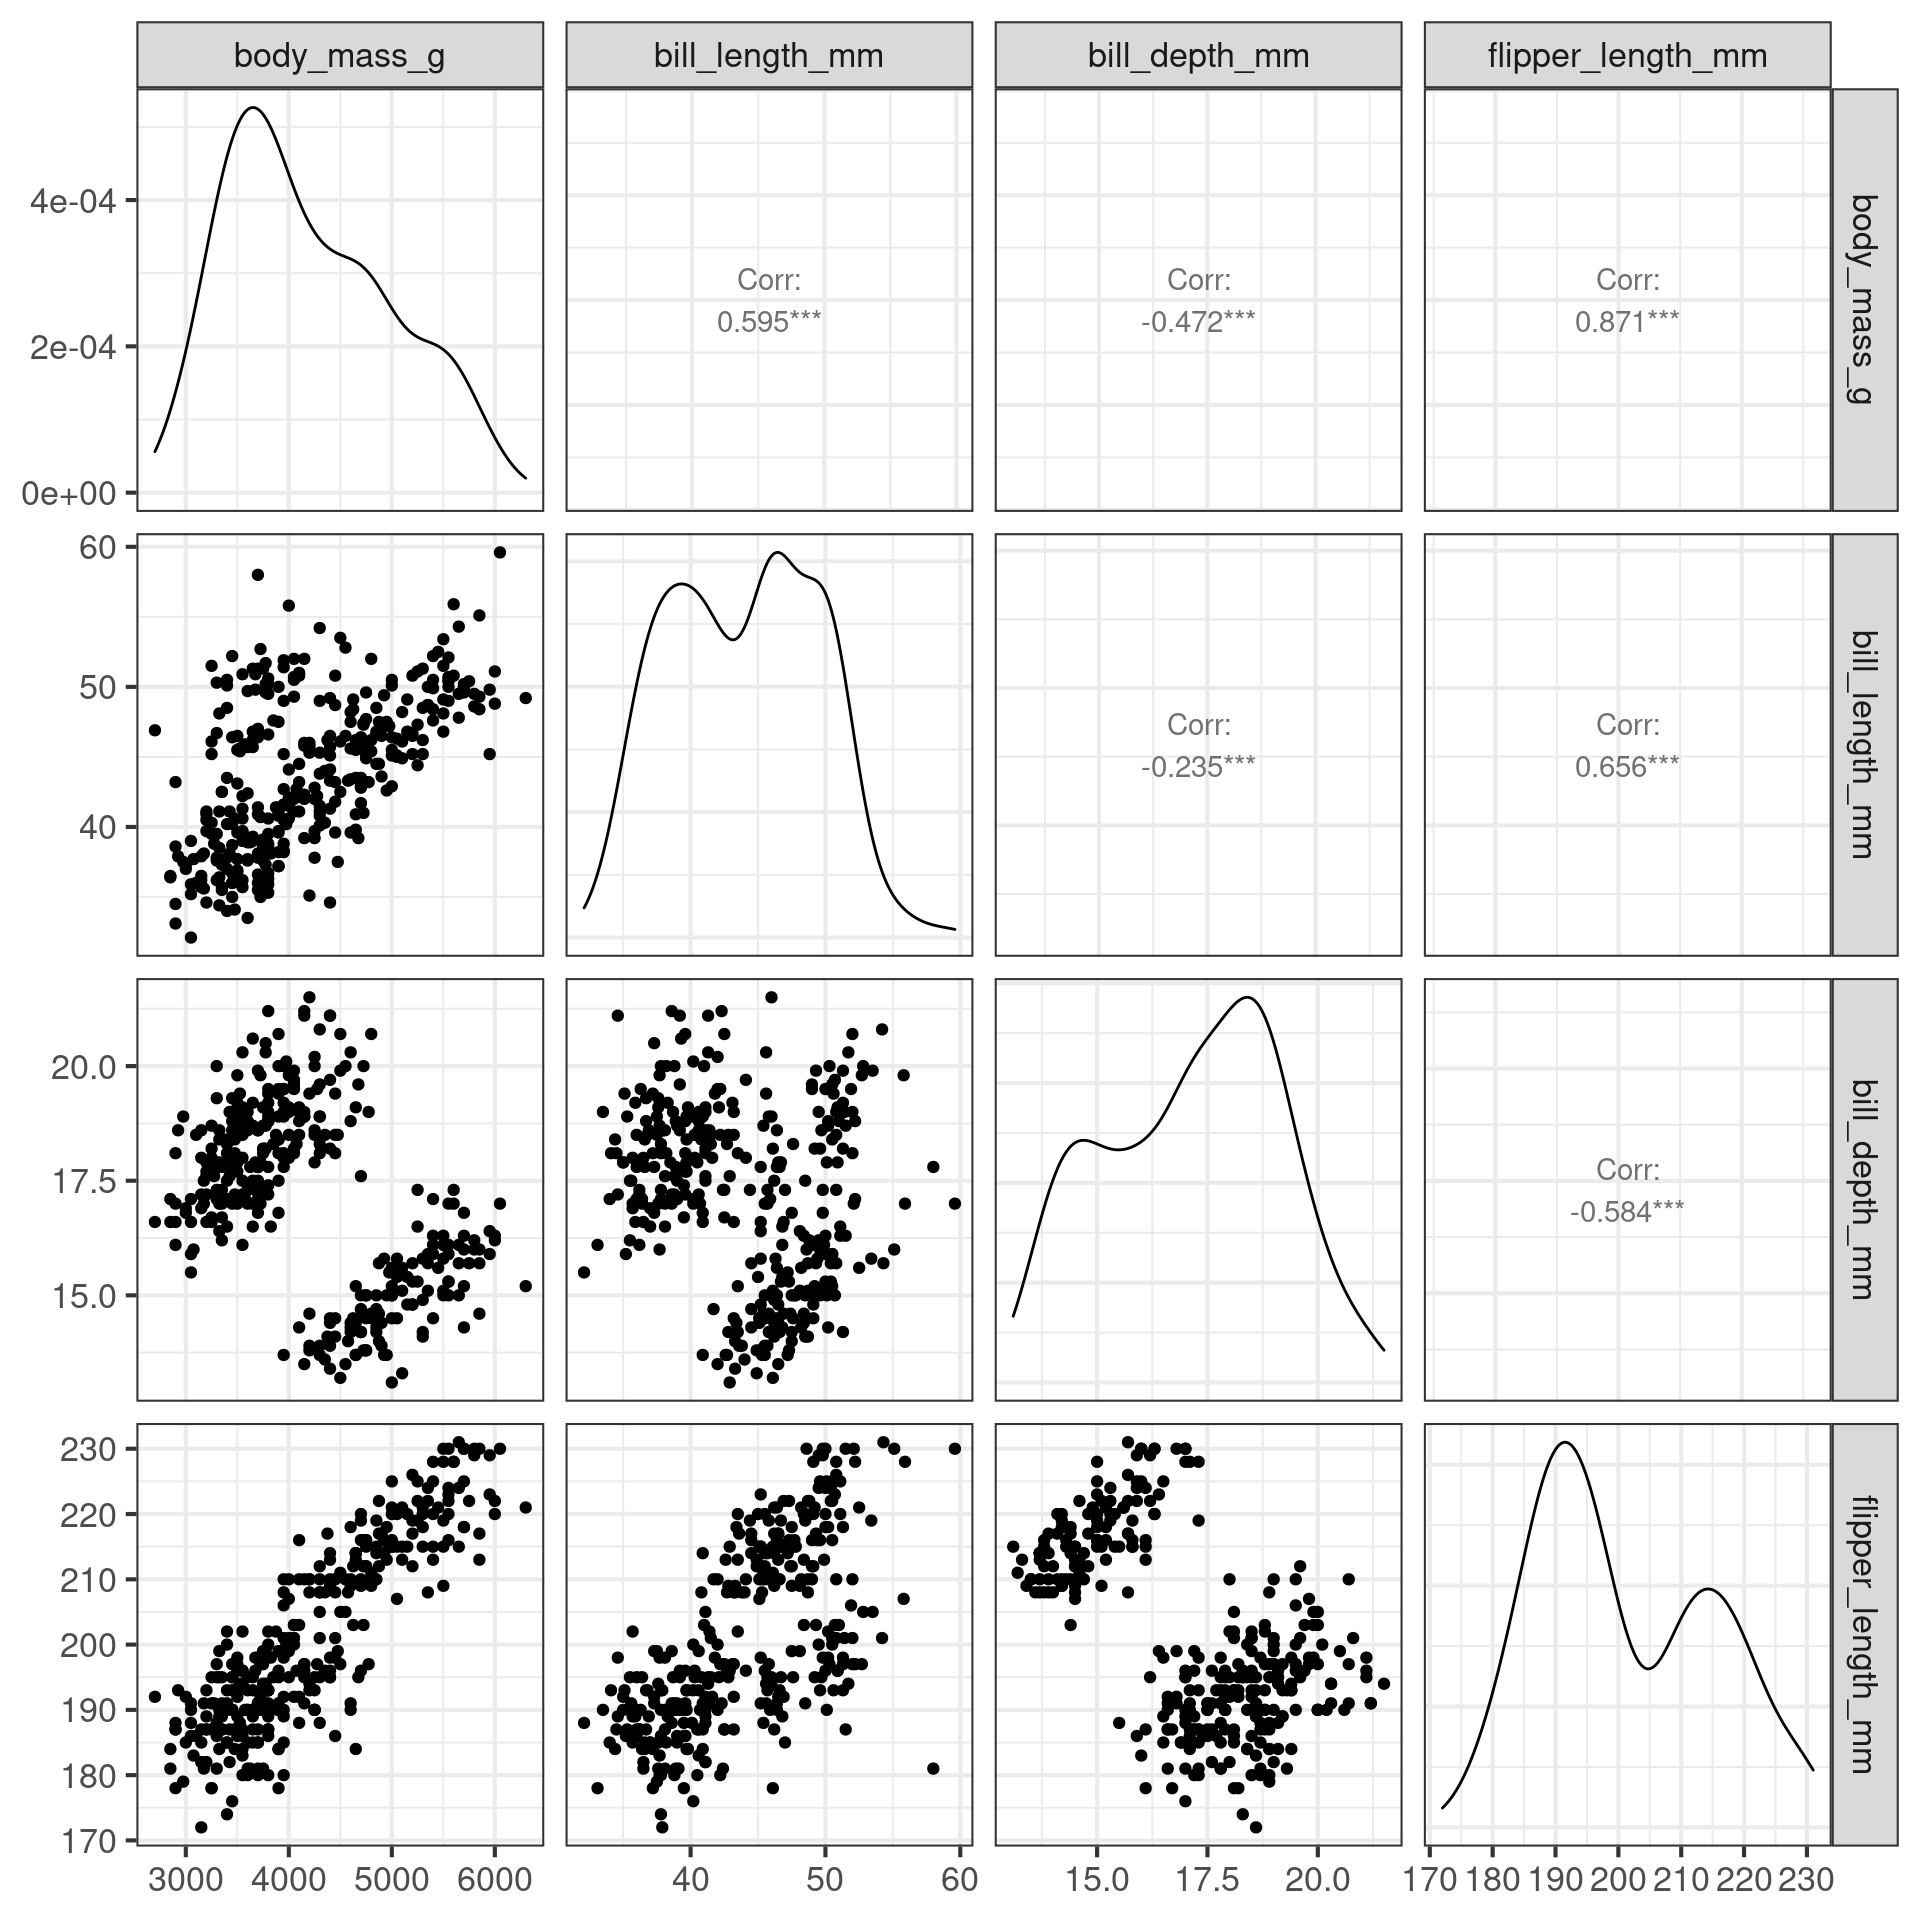 body_mass_g bill_length_mm bill_depth_mm flipper_length_mm
4e-04
2e-04
0e+00
Corr:
0.595***
Corr:
-0.472***
Corr:
0.871***
body_mass_g
60
50
40
Corr:
-0.235***
Corr:
0.656***
bill_length_mm
20.0
17.5
15.0
Corr:
-0.584***
bill_depth_mm
230
220
210
200
190
180
170
flipper_length_mm
3000 4000 5000 6000
40 50 60
15.0 17.5 20.0
170 180 190 200 210 220 230